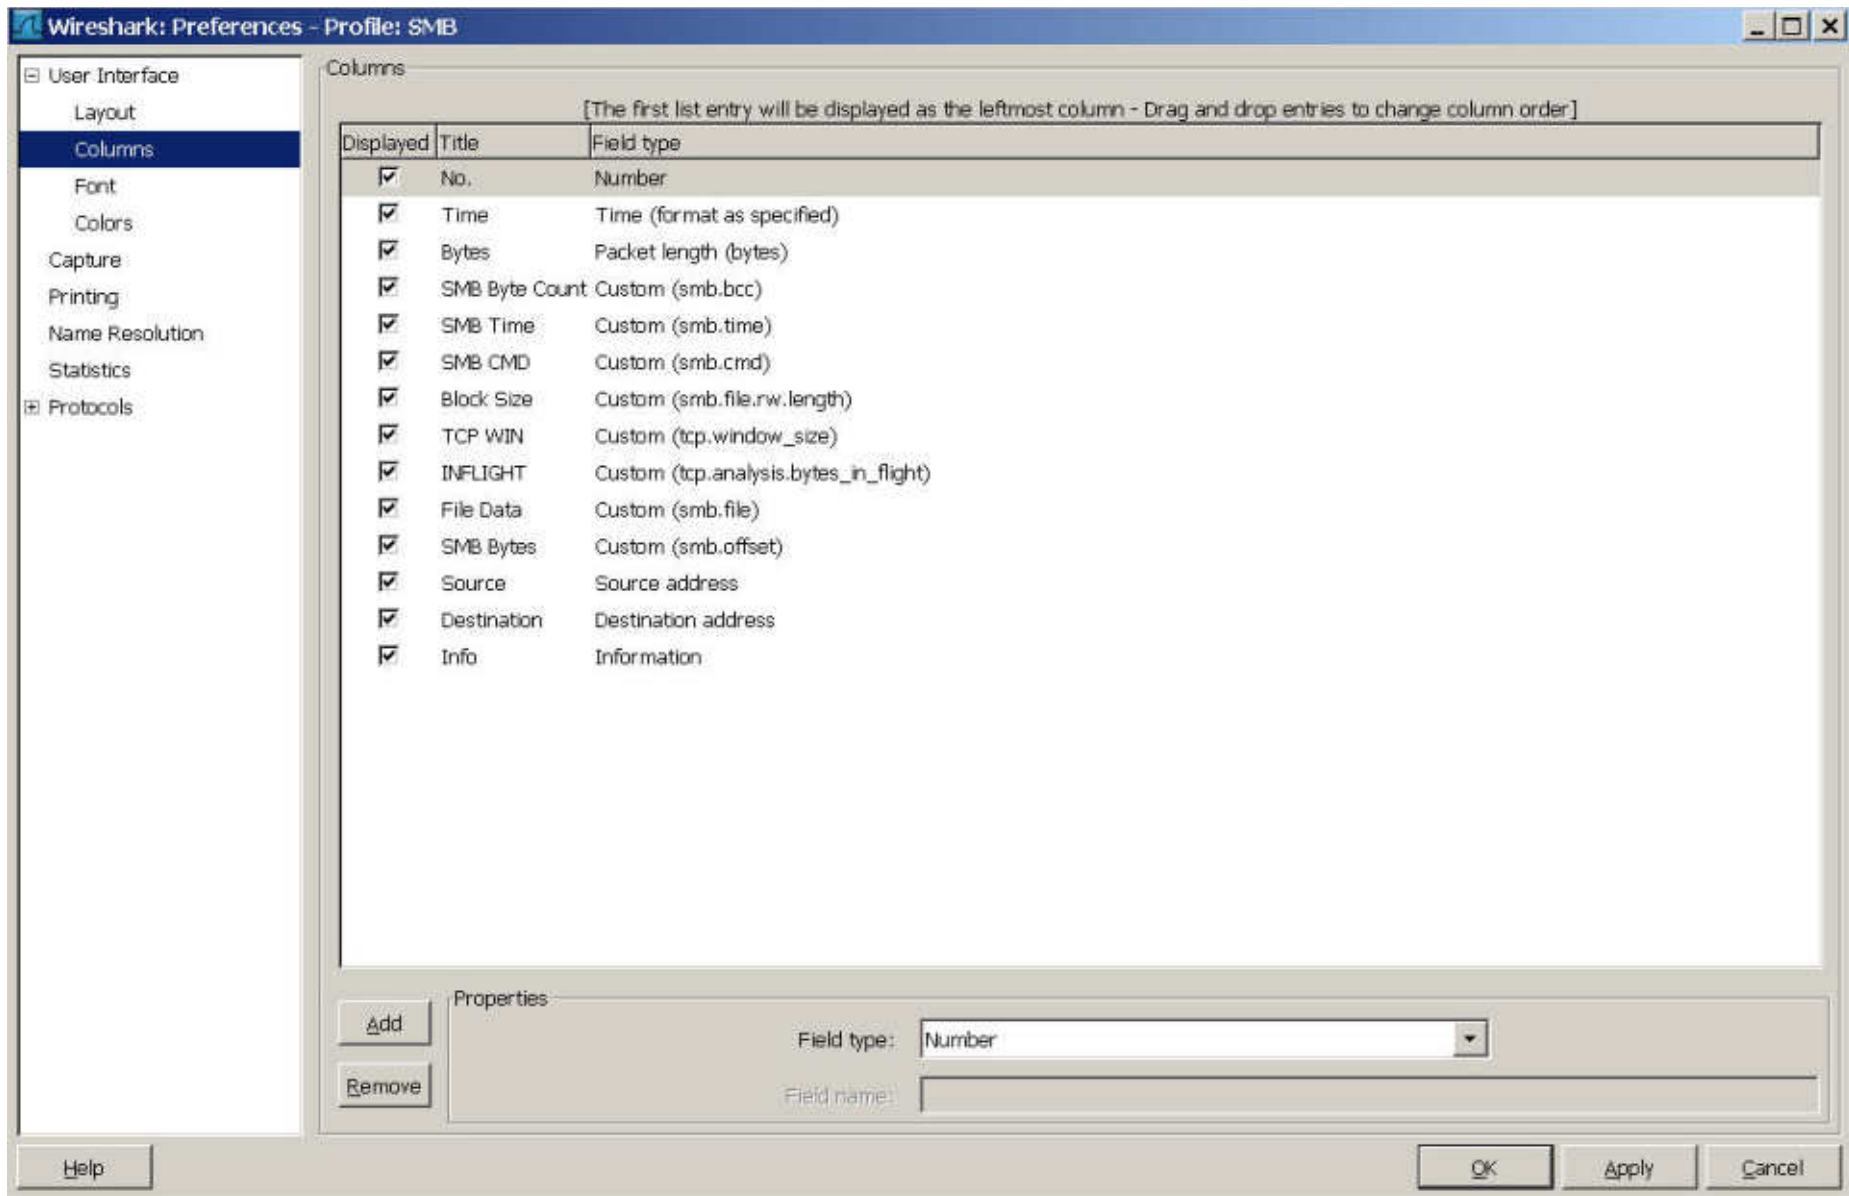 Wireshark: Preferences - Profile: SMB
User Interface
Layout
Columns
Font
Colors
Capture
Printing
Name Resolution
Statistics
Protocols
Columns
[The first list entry will be displayed as the leftmost column - Drag and drop entries to change column order]
Displayed Title Field type
No. Number
Time Time (format as specified)
Bytes Packet length (bytes)
SMB Byte Count Custom (smb.bcc)
SMB Time Custom (smb.time)
SMB CMD Custom (smb.cmd)
Block Size Custom (smb.file.rw.length)
TCP WIN Custom (tcp.window_size)
INFLIGHT Custom (tcp.analysis.bytes_in_flight)
File Data Custom (smb.file)
SMB Bytes Custom (smb.offset)
Source Source address
Destination Destination address
Info Information
Add
Remove
Properties
Field type: Number
Field name:
Help
OK
Apply
Cancel